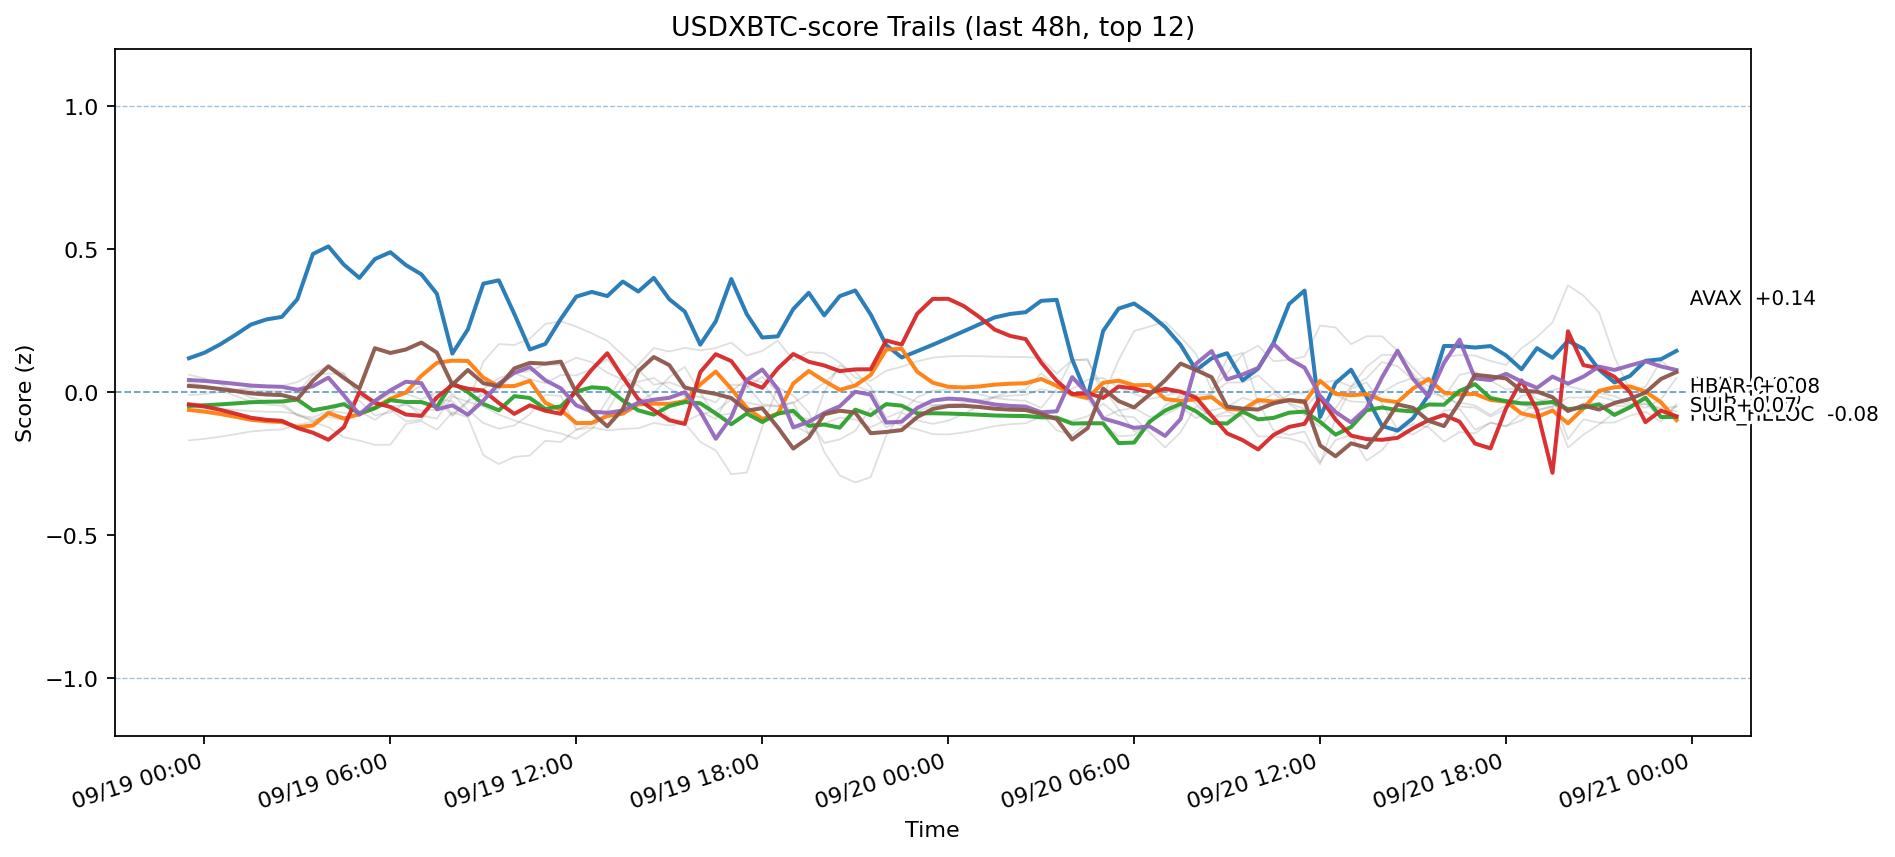 USDXBTC-score Trails (last 48h, top 12)
Score (z)
1.0
0.5
0.0
−0.5
−1.0
AVAX +0.14
HBAR +0.08
SUI +0.07
-0.08
09/19 00:00
09/19 06:00
09/19 12:00
09/19 18:00
09/20 00:00
09/20 06:00
09/20 12:00
09/20 18:00
09/21 00:00
Time